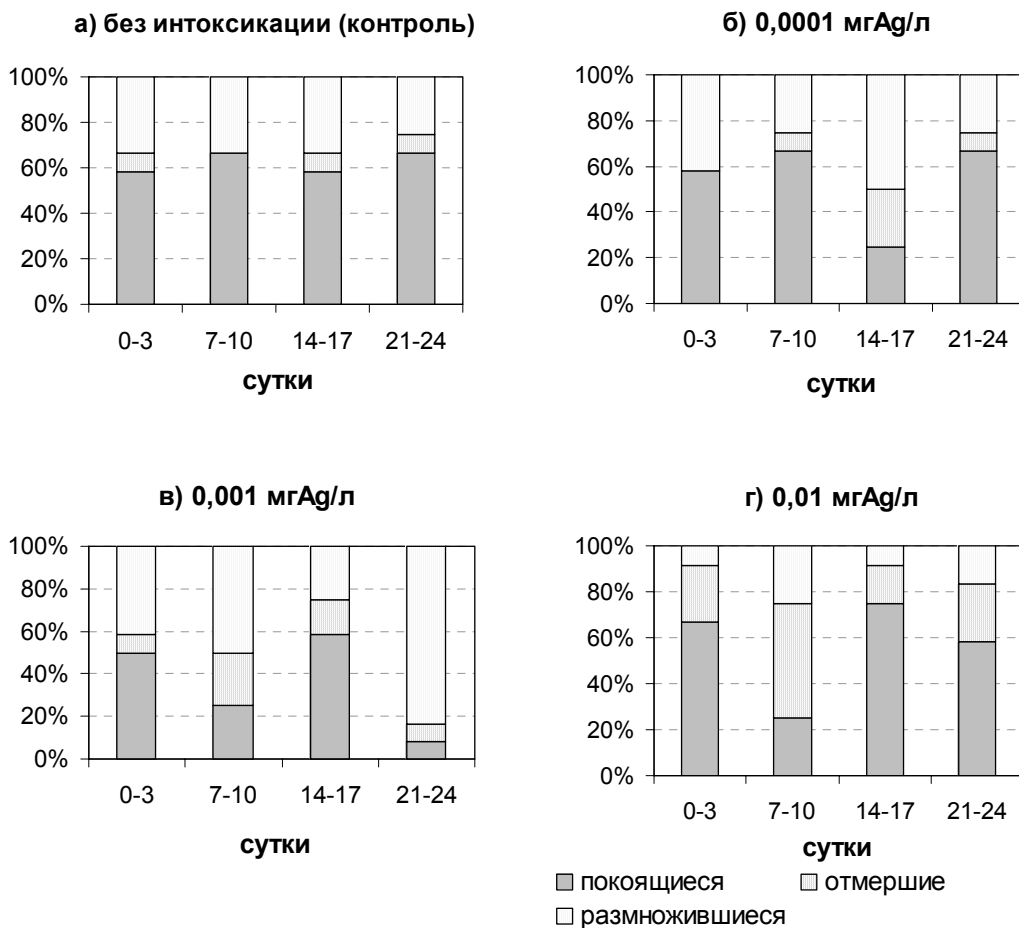 а) без интоксикации (контроль)
100%
80%
60%
40%
20%
0%
0-3 7-10 14-17 21-24
сутки
б) 0,0001 мгAg/л
100%
80%
60%
40%
20%
0%
0-3 7-10 14-17 21-24
сутки
в) 0,001 мгAg/л
100%
80%
60%
40%
20%
0%
0-3 7-10 14-17 21-24
сутки
г) 0,01 мгAg/л
100%
80%
60%
40%
20%
0%
0-3 7-10 14-17 21-24
сутки
покоящиеся отмершие
размножившиеся